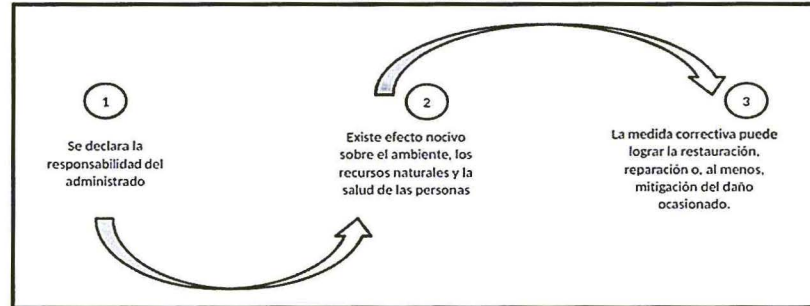 1
Se declara la
responsabilidad del
administrado
2
Existe efecto nocivo
sobre el ambiente, los
recursos naturales y la
salud de las personas
3
La medida correctiva puede
lograr la restauración,
reparación o, al menos,
mitigación del daño
ocasionado.